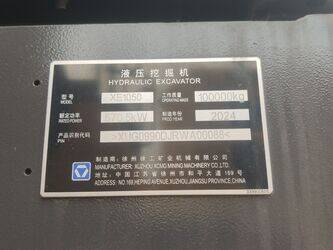 液压挖掘机
HYDRAULIC EXCAVATOR
型号 MODEL XE1050 工作质量 OPERATING MASS 100000kg
额定功率 RATED POWER 570.5kW 制造年份 PROD YEAR 2024
产品识别代码 PIN >XUG0990DJRWA00088<
制造商：徐州徐工矿业机械有限公司
MANUFACTURER: XUZHOU XCMG MINING MACHINERY CO., LTD
地址：中国江苏省徐州市和平大道169号
ADDRESS: NO.169,HEPING AVENUE,XUZHOU,JIANGSU PROVINCE,CHINA